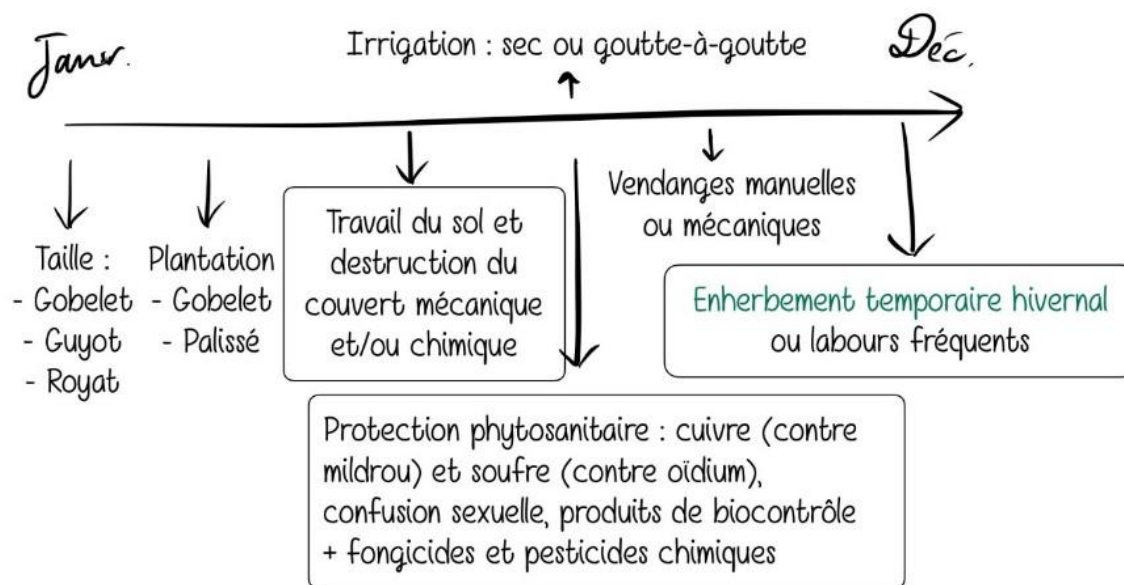 Janv.
Irrigation : sec ou goutte-à-goutte
Déc.
Taille :
- Gobelet
- Guyot
- Royat
Plantation
- Gobelet
- Palissé
Travail du sol et
destruction du
couvert mécanique
et/ou chimique
Vendanges manuelles
ou mécaniques
Enherbement temporaire hivernal
ou labours fréquents
Protection phytosanitaire : cuivre (contre
mildrou) et soufre (contre oïdium),
confusion sexuelle, produits de biocontrôle
+ fongicides et pesticides chimiques